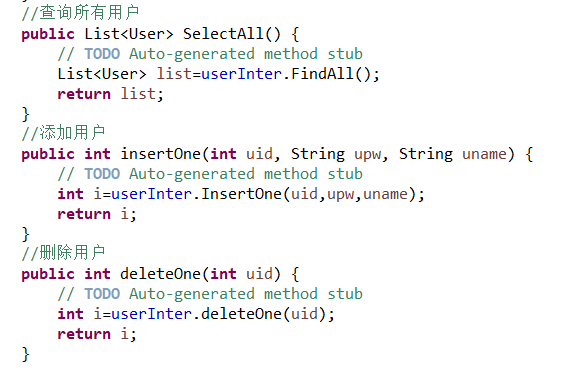 }
//查询所有用户
public List<User> SelectAll() {
// TODO Auto-generated method stub
List<User> list=userInter.FindAll();
return list;
}
//添加用户
public int insertOne(int uid, String upw, String uname) {
// TODO Auto-generated method stub
int i=userInter.InsertOne(uid,upw,uname);
return i;
}
//删除用户
public int deleteOne(int uid) {
// TODO Auto-generated method stub
int i=userInter.deleteOne(uid);
return i;
}